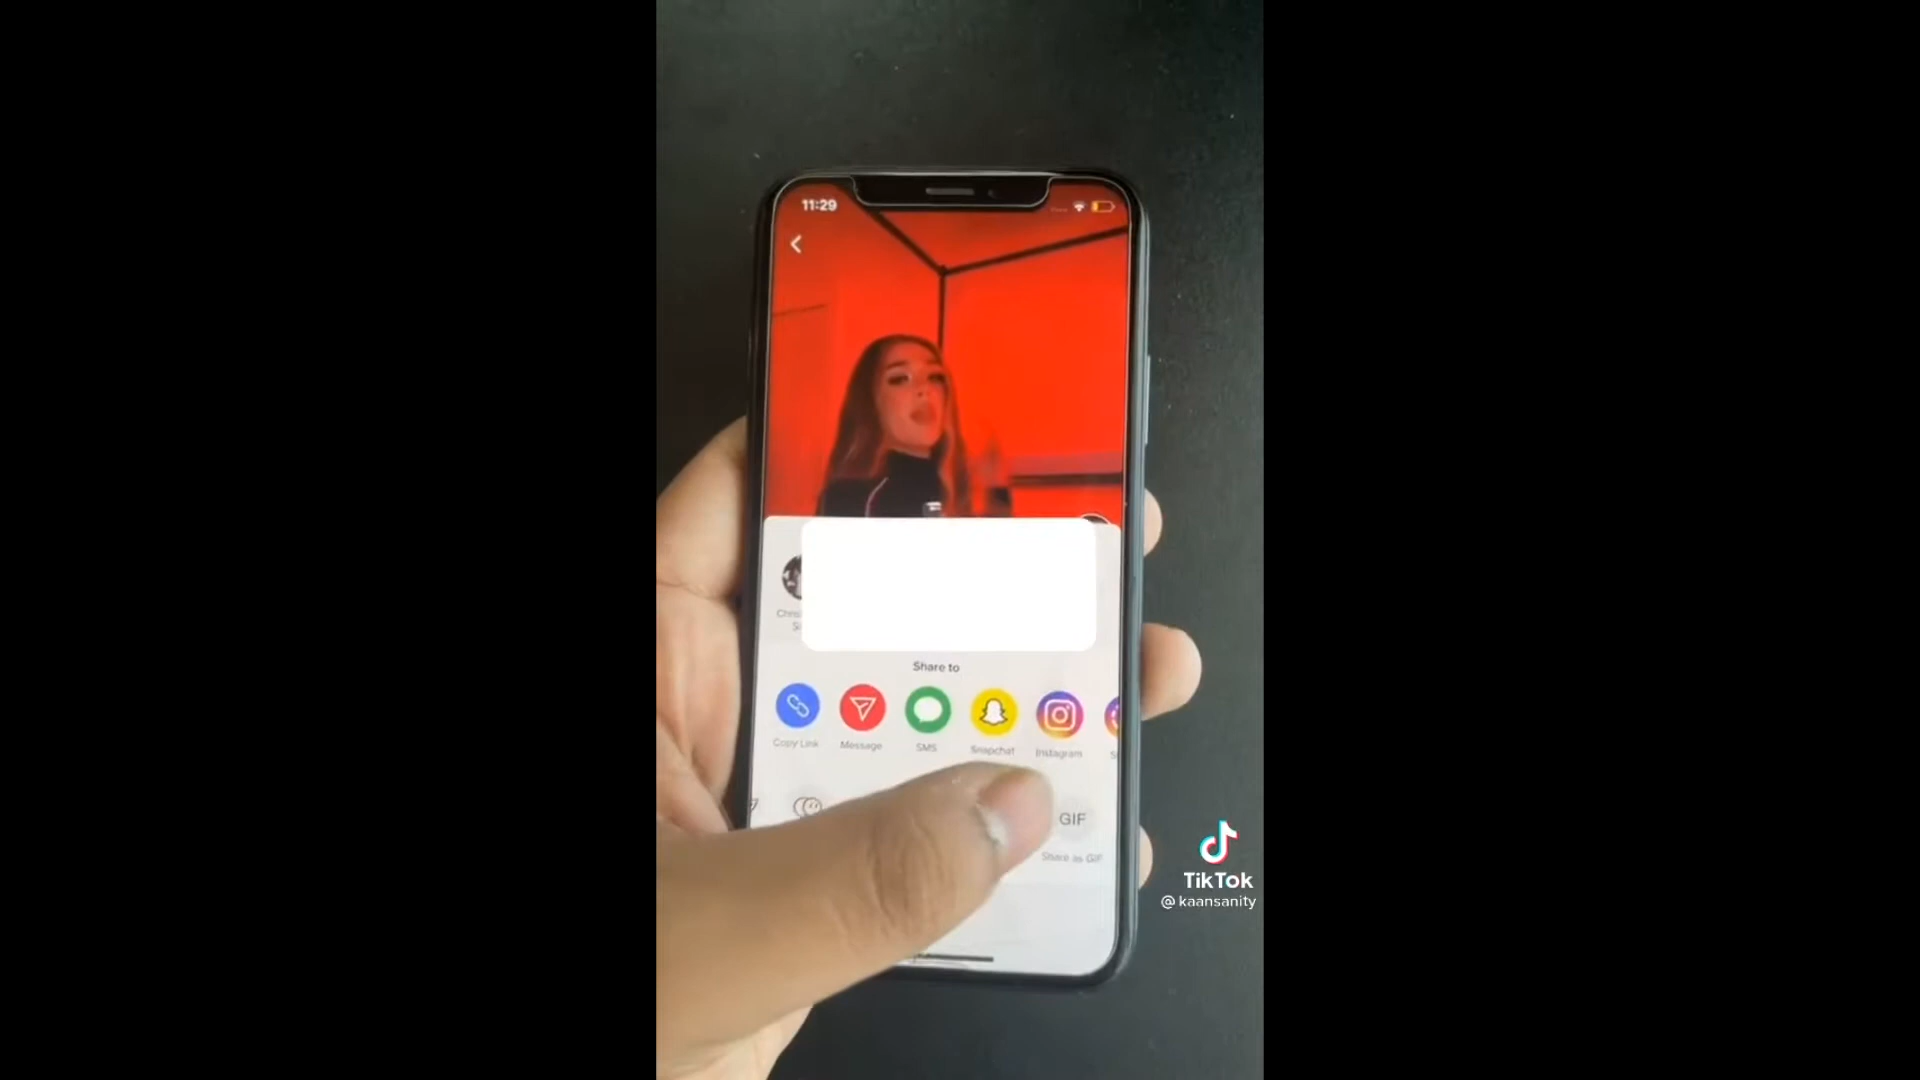 11:29
Share to
Copy Link
Message
SMS
Snapchat
Instagram
GIF
Share as GIF
TikTok
@kaansanity